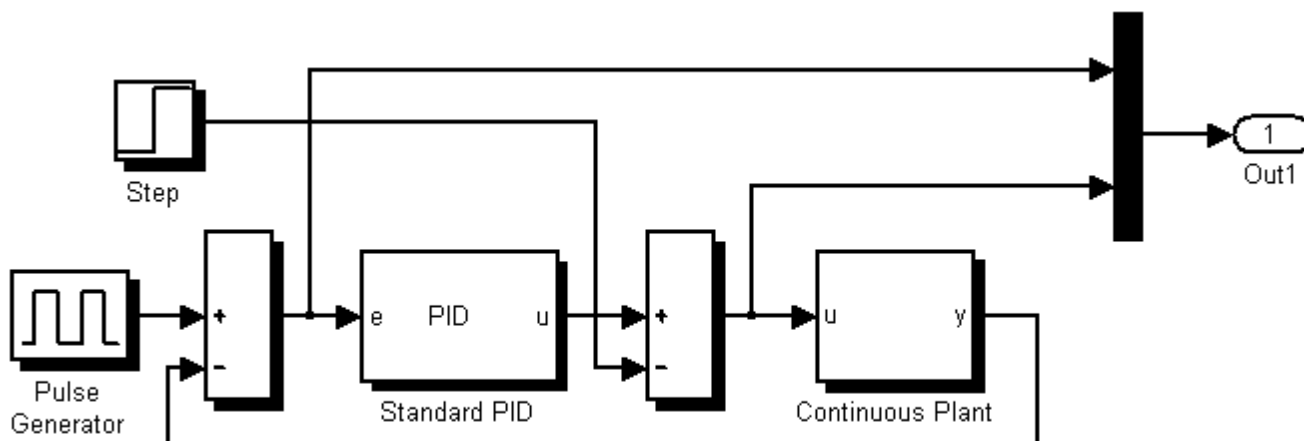 1
Out1
Step
+
-
e PID u
+
-
u y
Pulse
Generator
Standard PID
Continuous Plant